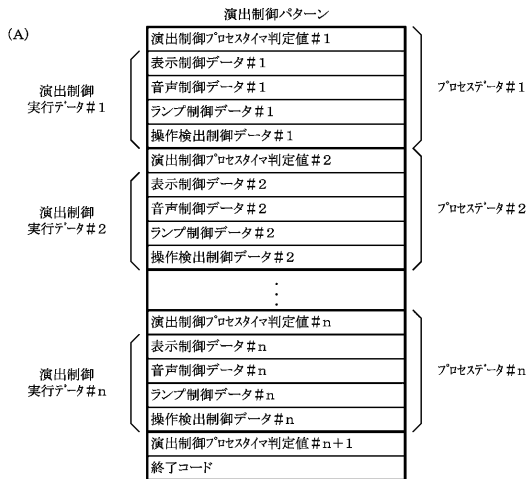 演出制御パターン
(A)
演出制御プロセスタイマ判定値＃1
表示制御データ＃1
音声制御データ＃1
ランプ制御データ＃1
操作検出制御データ＃1
演出制御
実行データ＃1
プロセスデータ＃1
演出制御プロセスタイマ判定値＃2
表示制御データ＃2
音声制御データ＃2
ランプ制御データ＃2
操作検出制御データ＃2
演出制御
実行データ＃2
プロセスデータ＃2
⋮
演出制御プロセスタイマ判定値＃n
表示制御データ＃n
音声制御データ＃n
ランプ制御データ＃n
操作検出制御データ＃n
演出制御
実行データ＃n
プロセスデータ＃n
演出制御プロセスタイマ判定値＃n＋1
終了コード